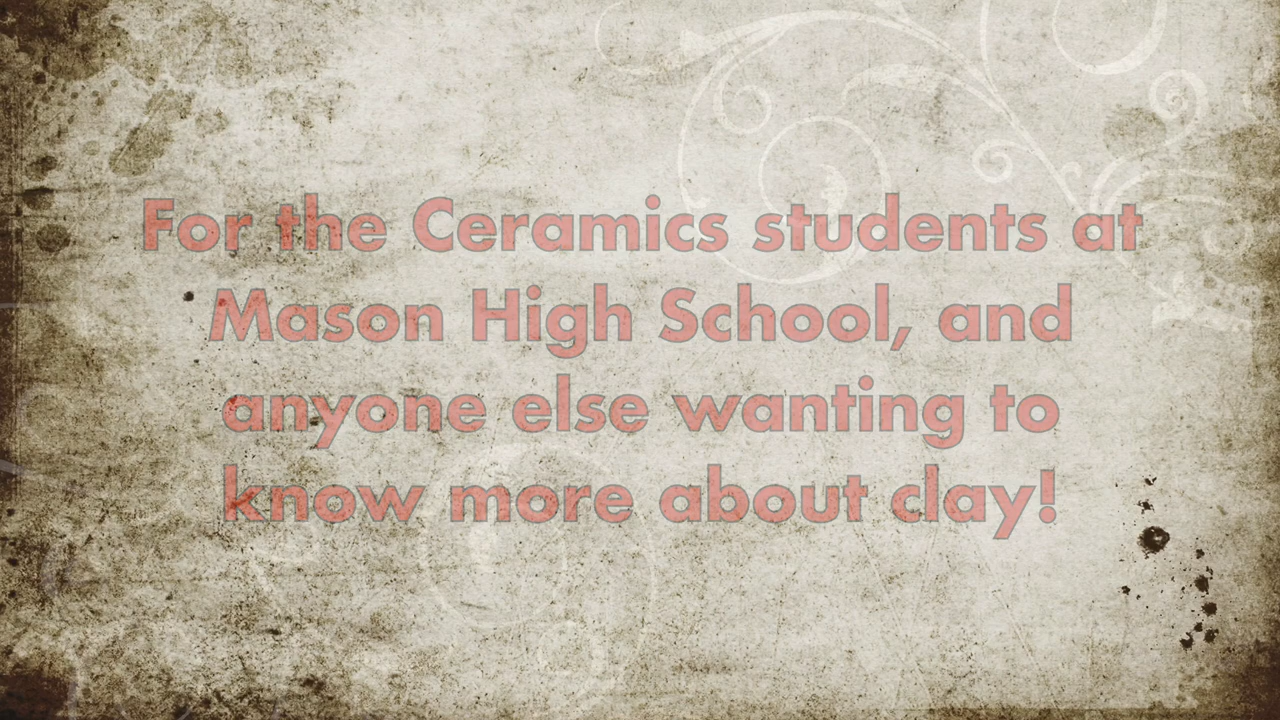 For the Ceramics students at
Mason High School, and
anyone else wanting to
know more about clay!